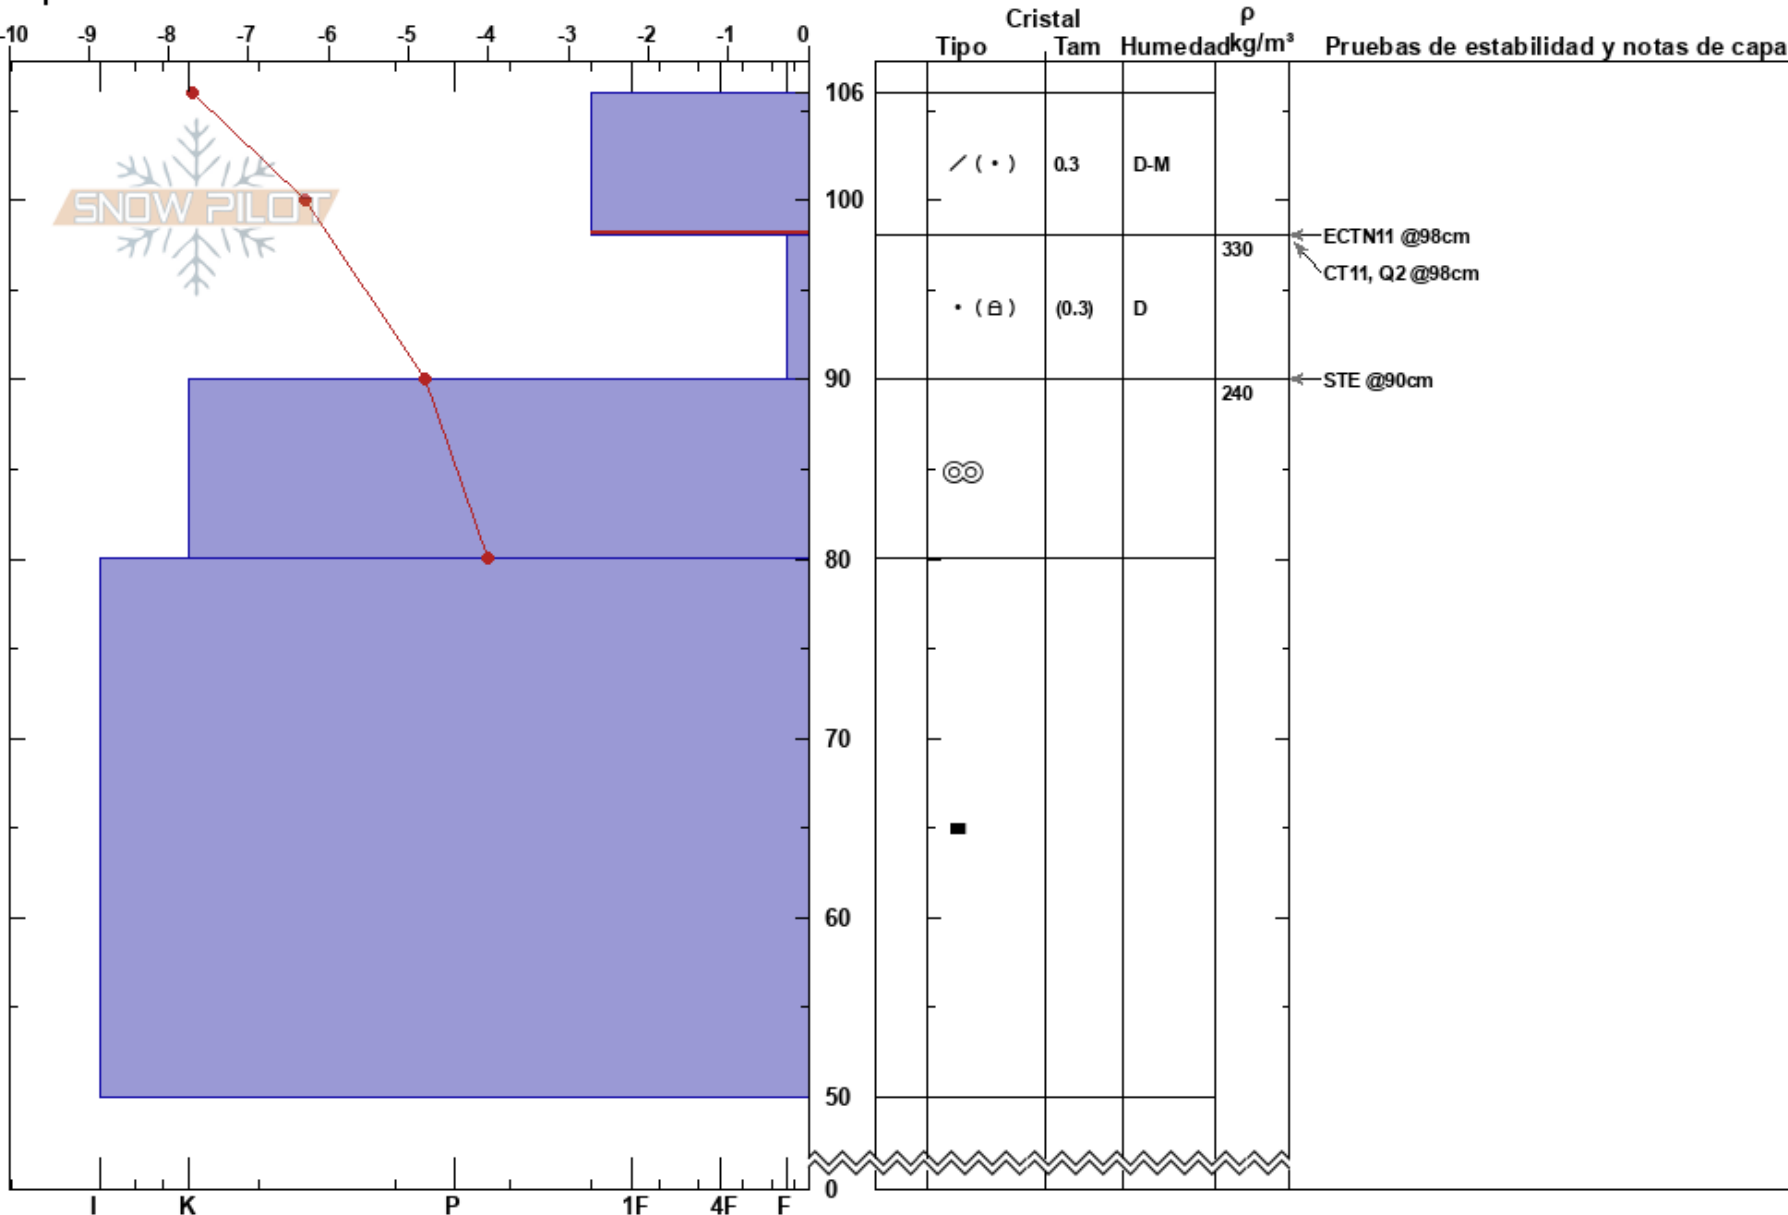 Cristal ρ
-10 -9 -8 -7 -6 -5 -4 -3 -2 -1 0 Tipo Tam Humedad kg/m³ Pruebas de estabilidad y notas de capa
106
( • ) 0.3 D-M
SNOW PILOT 100
ECTN11 @98cm
330
CT11, Q2 @98cm
• ( ) (0.3) D
90 STE @90cm
240
80
70
60
50
0
I K P 1F 4F F